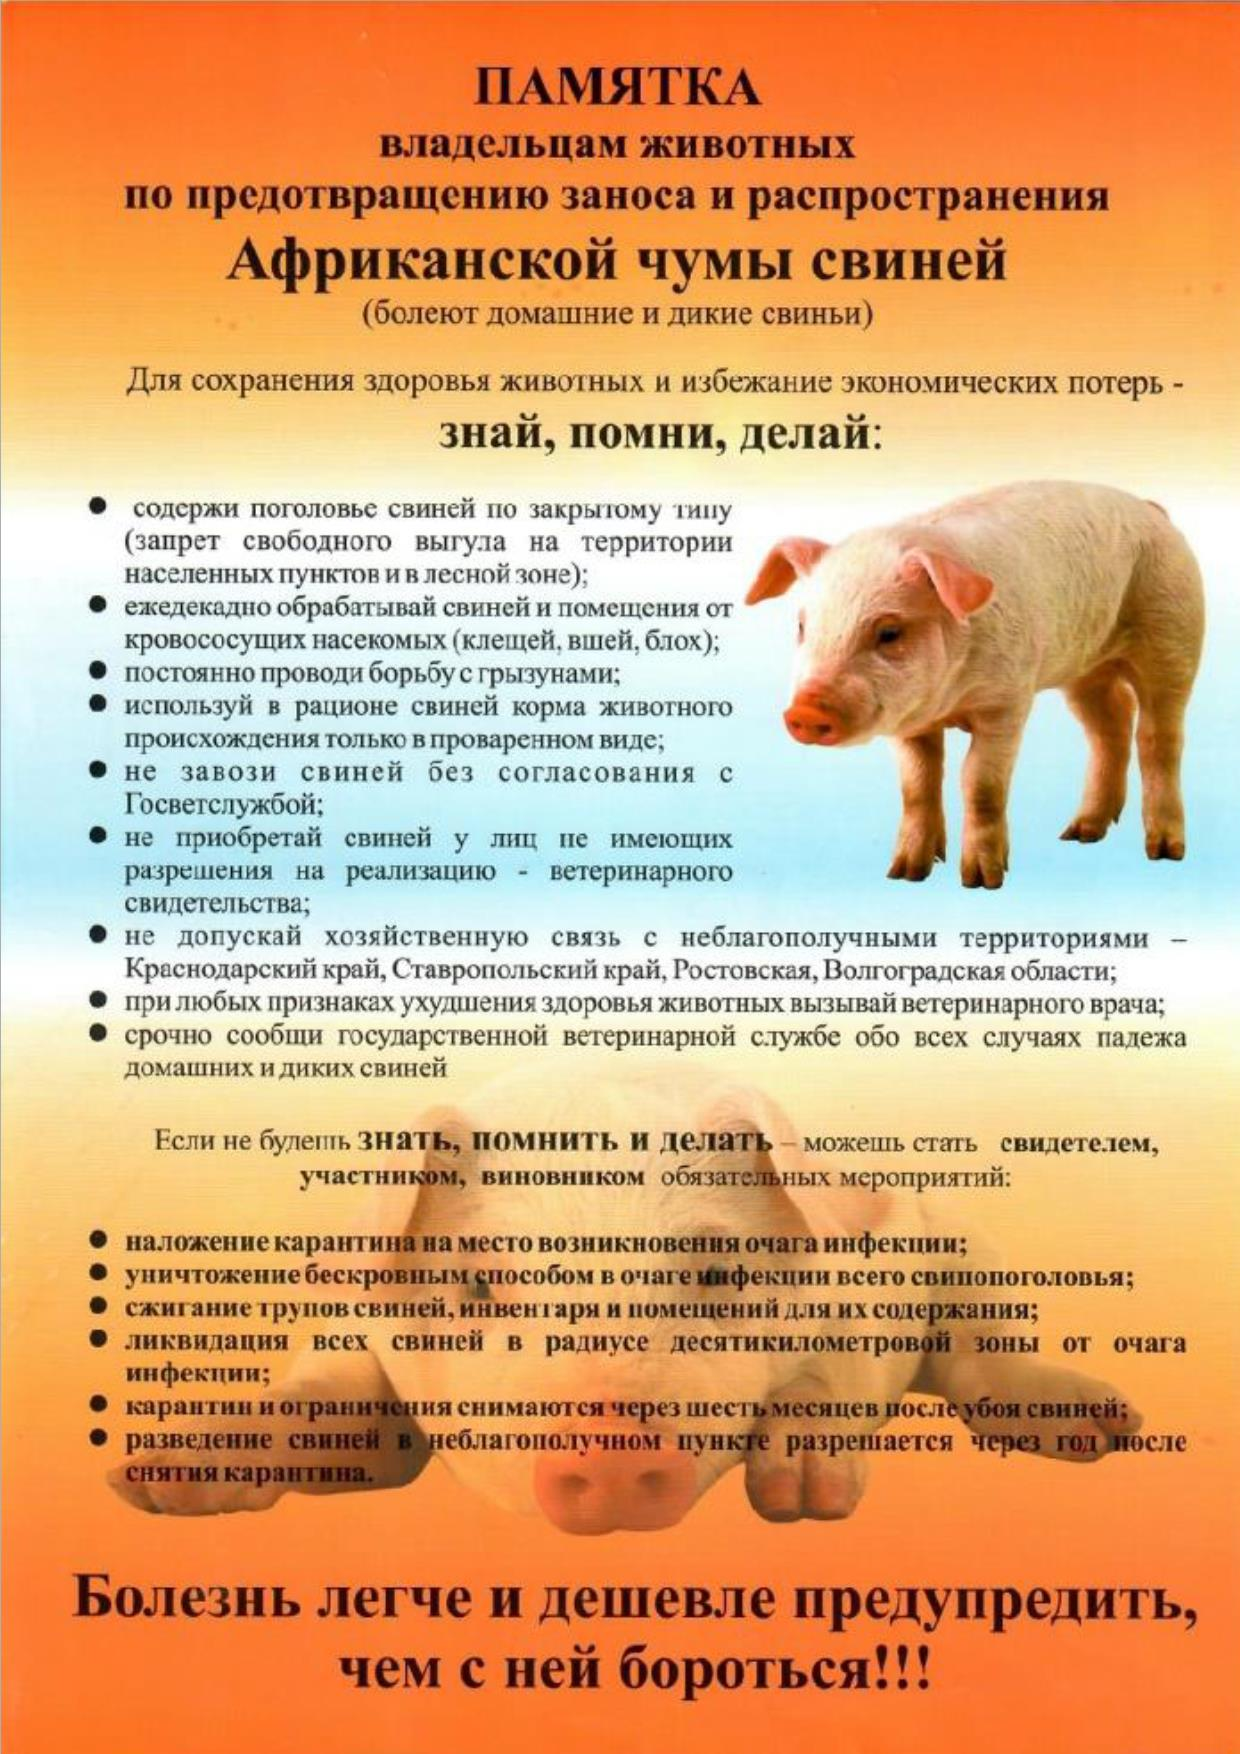 ПАМЯТКА
владельцам животных
по предотвращению заноса и распространения
Африканской чумы свиней
(болеют домашние и дикие свиньи)
Для сохранения здоровья животных и избежание экономических потерь -
знай, помни, делай:
● содержи поголовье свиней по закрытому типу
(запрет свободного выгула на территории
населенных пунктов и в лесной зоне);
● ежедекадно обрабатывай свиней и помещения от
кровососущих насекомых (клещей, вшей, блох);
● постоянно проводи борьбу с грызунами;
● используй в рационе свиней корма животного
происхождения только в проваренном виде;
● не завози свиней без согласования с
Госветслужбой;
● не приобретай свиней у лиц не имеющих
разрешения на реализацию - ветеринарного
свидетельства;
● не допускай хозяйственную связь с неблагополучными территориями –
Краснодарский край, Ставропольский край, Ростовская, Волгоградская области;
● при любых признаках ухудшения здоровья животных вызывай ветеринарного врача;
● срочно сообщи государственной ветеринарной службе обо всех случаях падежа
домашних и диких свиней
Если не будешь знать, помнить и делать – можешь стать свидетелем,
участником, виновником обязательных мероприятий:
● наложение карантина на место возникновения очага инфекции;
● уничтожение бескровным способом в очаге инфекции всего свинопоголовья;
● сжигание трупов свиней, инвентаря и помещений для их содержания;
● ликвидация всех свиней в радиусе десятикилометровой зоны от очага
инфекции;
● карантин и ограничения снимаются через шесть месяцев после убоя свиней;
● разведение свиней в неблагополучном пункте разрешается через год после
снятия карантина.
Болезнь легче и дешевле предупредить,
чем с ней бороться!!!